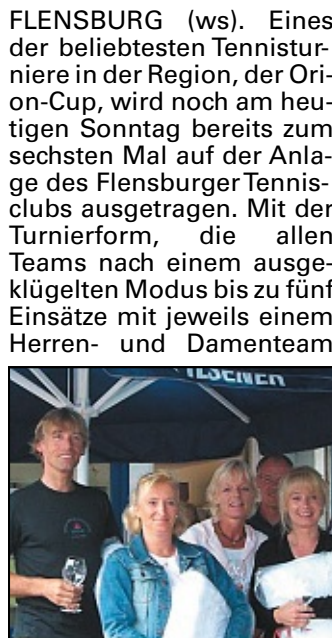 FLENSBURG (ws). Eines
der beliebtesten Tennistur-
niere in der Region, der Ori-
on-Cup, wird noch am heu-
tigen Sonntag bereits zum
sechsten Mal auf der Anla-
ge des Flensburger Tennis-
clubs ausgetragen. Mit der
Turnierform, die allen
Teams nach einem ausge-
klügelten Modus bis zu fünf
Einsätze mit jeweils einem
Herren- und Damenteam
PILSENER